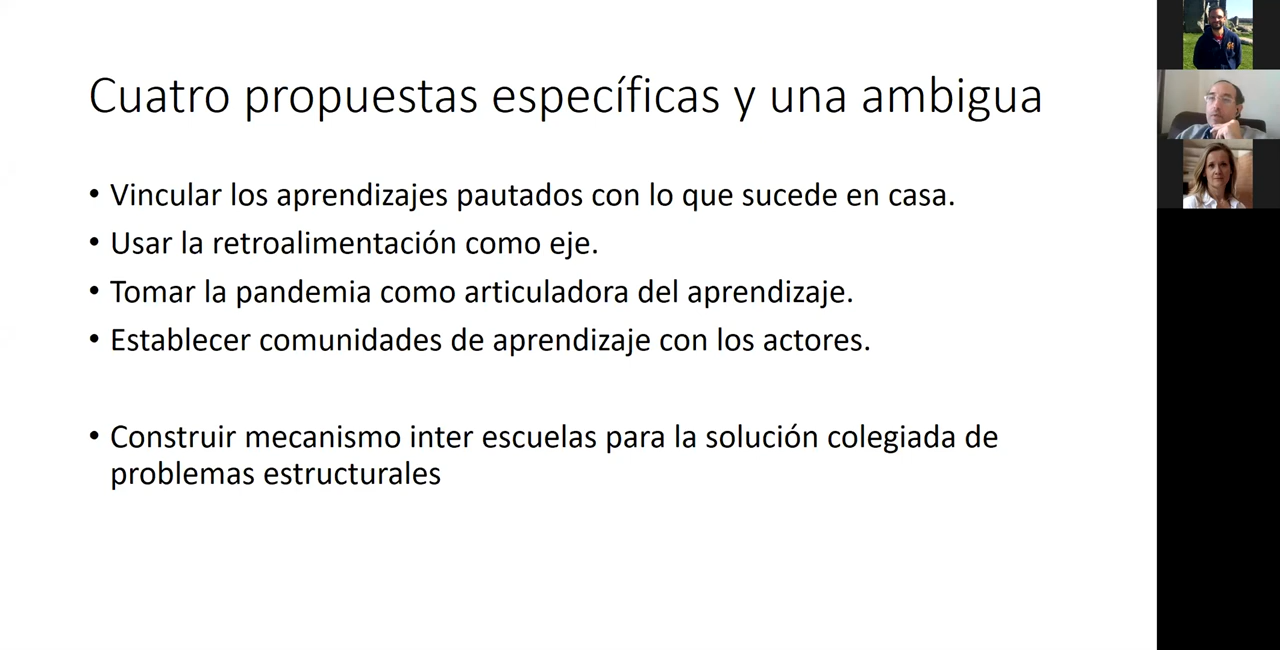 Cuatro propuestas específicas y una ambigua
• Vincular los aprendizajes pautados con lo que sucede en casa.
• Usar la retroalimentación como eje.
• Tomar la pandemia como articuladora del aprendizaje.
• Establecer comunidades de aprendizaje con los actores.
• Construir mecanismo inter escuelas para la solución colegiada de
problemas estructurales